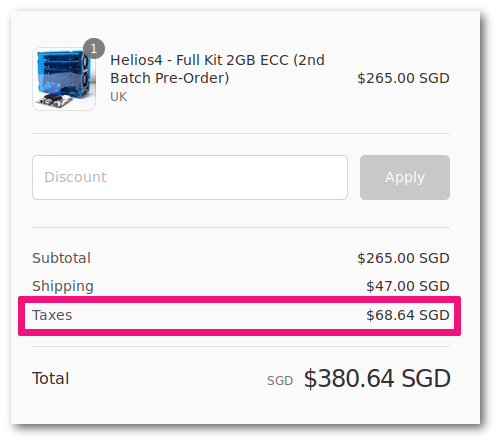 1
Helios4 - Full Kit 2GB ECC (2nd
Batch Pre-Order) $265.00 SGD
UK
Discount Apply
Subtotal $265.00 SGD
Shipping $47.00 SGD
Taxes $68.64 SGD
Total SGD $380.64 SGD